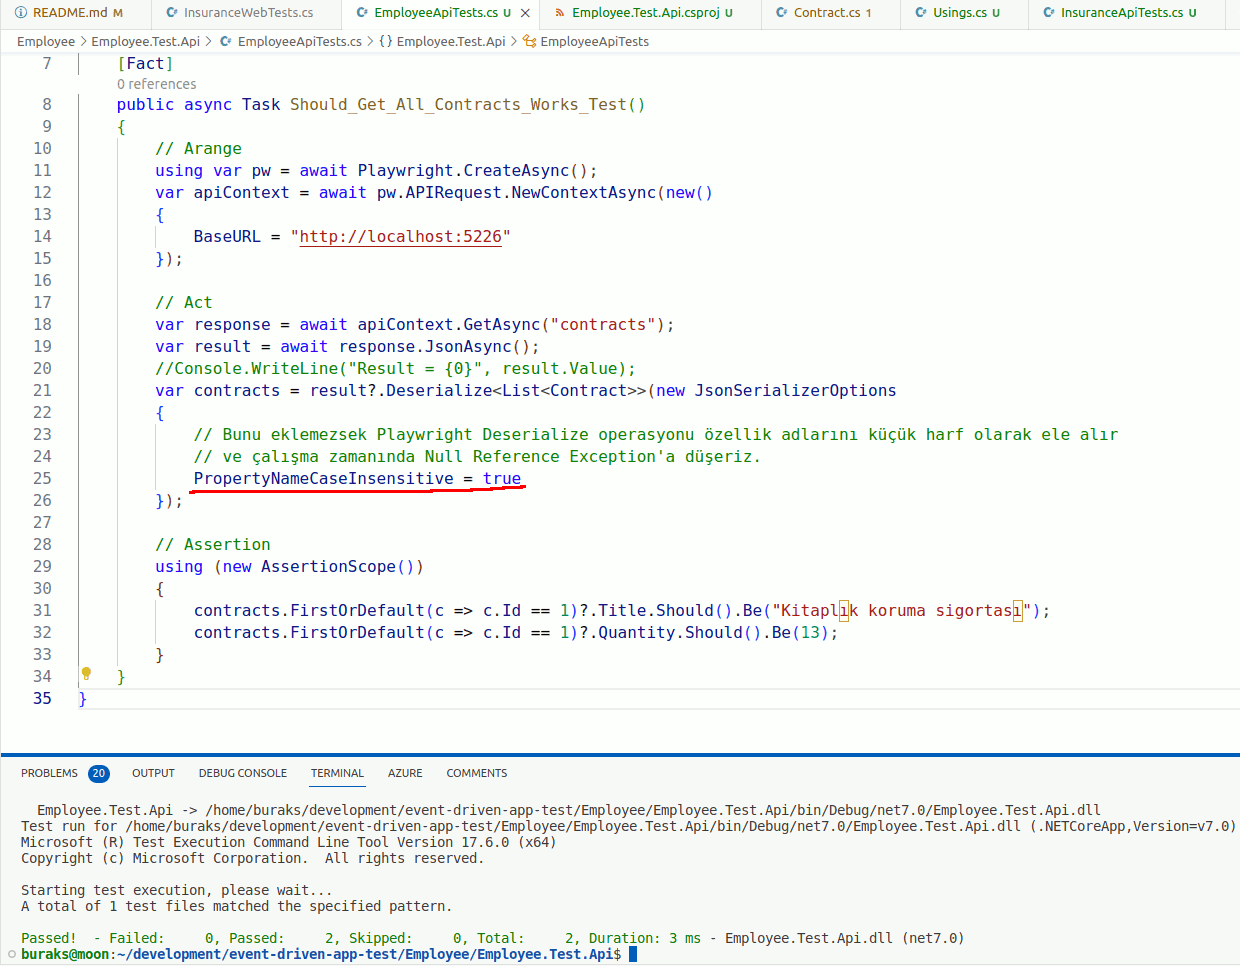 README.md M InsuranceWebTests.cs EmployeeApiTests.cs U Employee.Test.Api.csproj U Contract.cs 1 Usings.cs U InsuranceApiTests.cs U
Employee > Employee.Test.Api > EmployeeApiTests.cs > {} Employee.Test.Api > EmployeeApiTests
7 [Fact]
0 references
8 public async Task Should_Get_All_Contracts_Works_Test()
9 {
10 // Arange
11 using var pw = await Playwright.CreateAsync();
12 var apiContext = await pw.APIRequest.NewContextAsync(new()
13 {
14 BaseURL = "http://localhost:5226"
15 });
16
17 // Act
18 var response = await apiContext.GetAsync("contracts");
19 var result = await response.JsonAsync();
20 //Console.WriteLine("Result = {0}", result.Value);
21 var contracts = result?.Deserialize<List<Contract>>(new JsonSerializerOptions
22 {
23 // Bunu eklemezsek Playwright Deserialize operasyonu özellik adlarını küçük harf olarak ele alır
24 // ve çalışma zamanında Null Reference Exception'a düşeriz.
25 PropertyNameCaseInsensitive = true
26 });
27
28 // Assertion
29 using (new AssertionScope())
30 {
31 contracts.FirstOrDefault(c => c.Id == 1)?.Title.Should().Be("Kitaplık koruma sigortası");
32 contracts.FirstOrDefault(c => c.Id == 1)?.Quantity.Should().Be(13);
33 }
34 }
35 }
PROBLEMS 20 OUTPUT DEBUG CONSOLE TERMINAL AZURE COMMENTS
Employee.Test.Api -> /home/buraks/development/event-driven-app-test/Employee/Employee.Test.Api/bin/Debug/net7.0/Employee.Test.Api.dll
Test run for /home/buraks/development/event-driven-app-test/Employee/Employee.Test.Api/bin/Debug/net7.0/Employee.Test.Api.dll (.NETCoreApp,Version=v7.0)
Microsoft (R) Test Execution Command Line Tool Version 17.6.0 (x64)
Copyright (c) Microsoft Corporation.  All rights reserved.
Starting test execution, please wait...
A total of 1 test files matched the specified pattern.
Passed!  - Failed:     0, Passed:     2, Skipped:     0, Total:     2, Duration: 3 ms - Employee.Test.Api.dll (net7.0)
buraks@moon:~/development/event-driven-app-test/Employee/Employee.Test.Api$